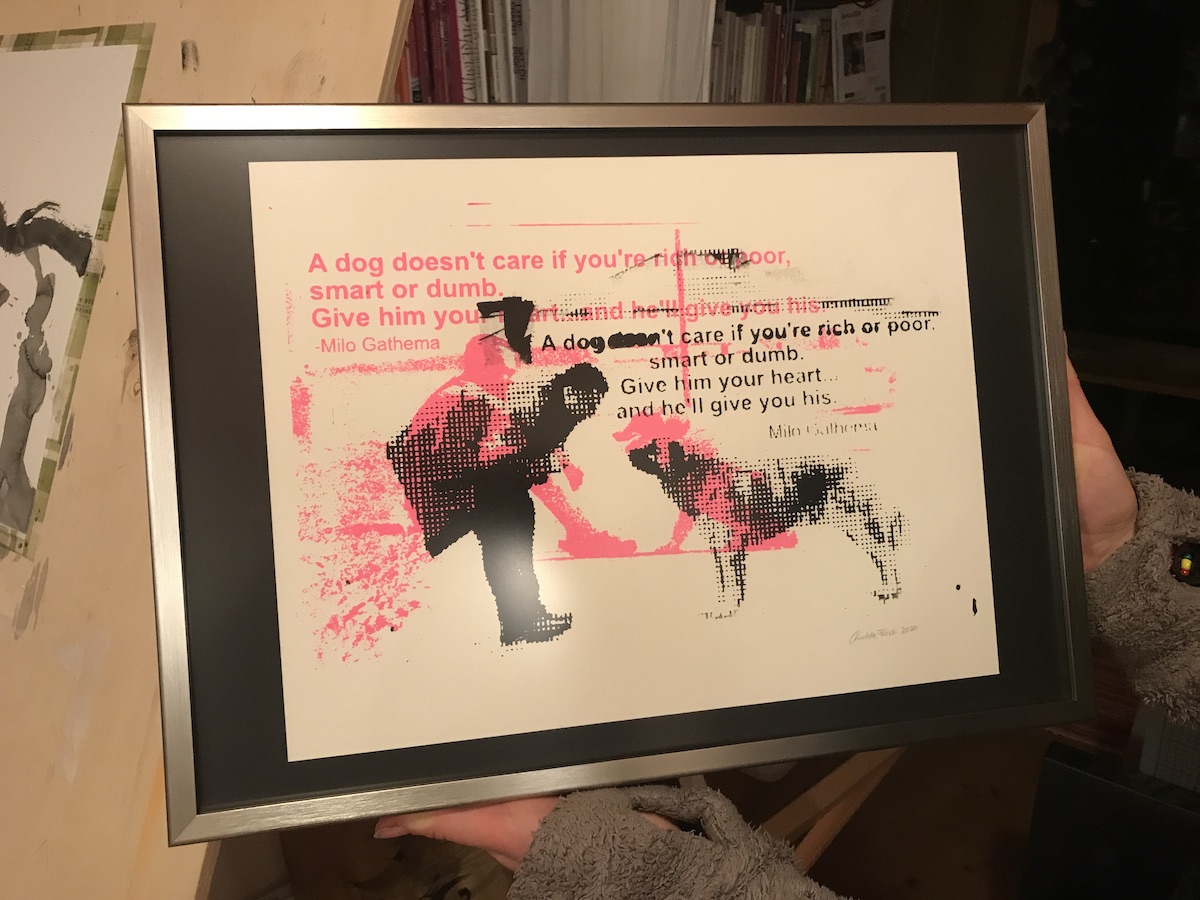 A dog doesn't care if you're rich or poor,
smart or dumb.
Give him your heart...and he'll give you his.
-Milo Gathema
A dog doesn't care if you're rich or poor.
smart or dumb.
Give him your heart...
and he'll give you his.
Milo Gathema
2020